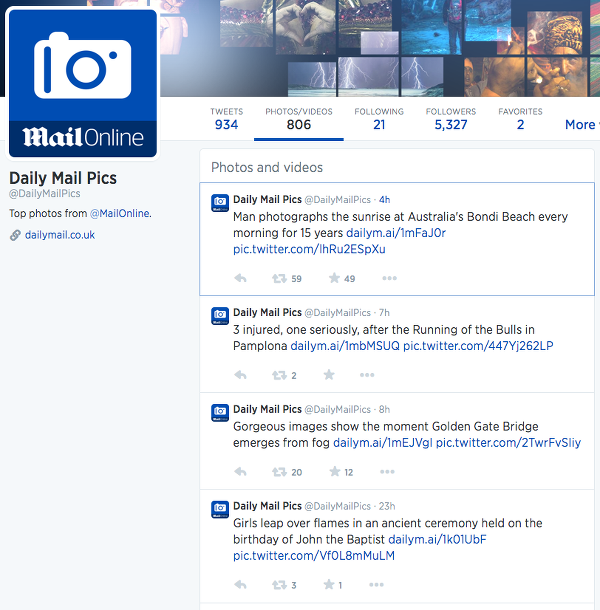 Mail Online
Daily Mail Pics
@DailyMailPics
Top photos from @MailOnline.
dailymail.co.uk
TWEETS PHOTOS/VIDEOS FOLLOWING FOLLOWERS FAVORITES
934 806 21 5,327 2 More
Photos and videos
Mail Online
Daily Mail Pics @DailyMailPics · 4h
Man photographs the sunrise at Australia's Bondi Beach every
morning for 15 years dailym.ai/1mFaJ0r
pic.twitter.com/lhRu2ESpXu
59 49
Daily Mail Pics @DailyMailPics · 7h
3 injured, one seriously, after the Running of the Bulls in
Pamplona dailym.ai/1mbMSUQ pic.twitter.com/447Yj262LP
2
Daily Mail Pics @DailyMailPics · 8h
Gorgeous images show the moment Golden Gate Bridge
emerges from fog dailym.ai/1mEJVgI pic.twitter.com/2TwrFvSIiy
20 12
Daily Mail Pics @DailyMailPics · 23h
Girls leap over flames in an ancient ceremony held on the
birthday of John the Baptist dailym.ai/1k01UbF
pic.twitter.com/Vf0L8mMuLM
3 1